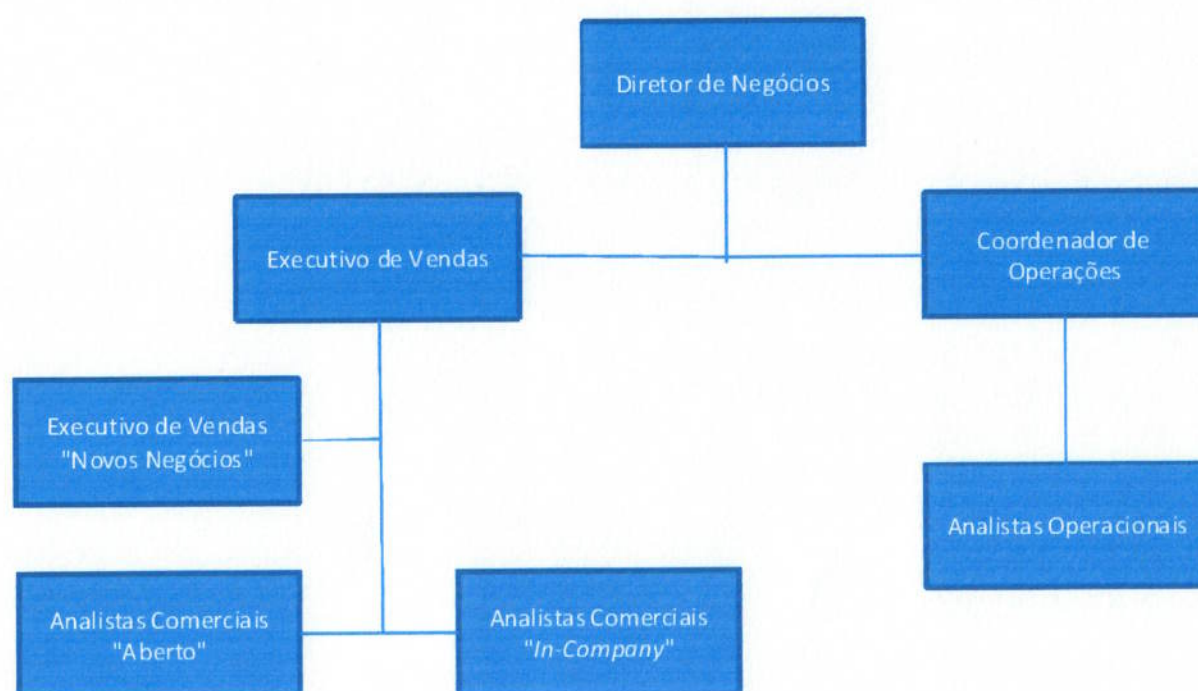 Diretor de Negócios
Executivo de Vendas
Coordenador de
Operações
Executivo de Vendas
"Novos Negócios"
Analistas Operacionais
Analistas Comerciais
"Aberto"
Analistas Comerciais
"In-Company"